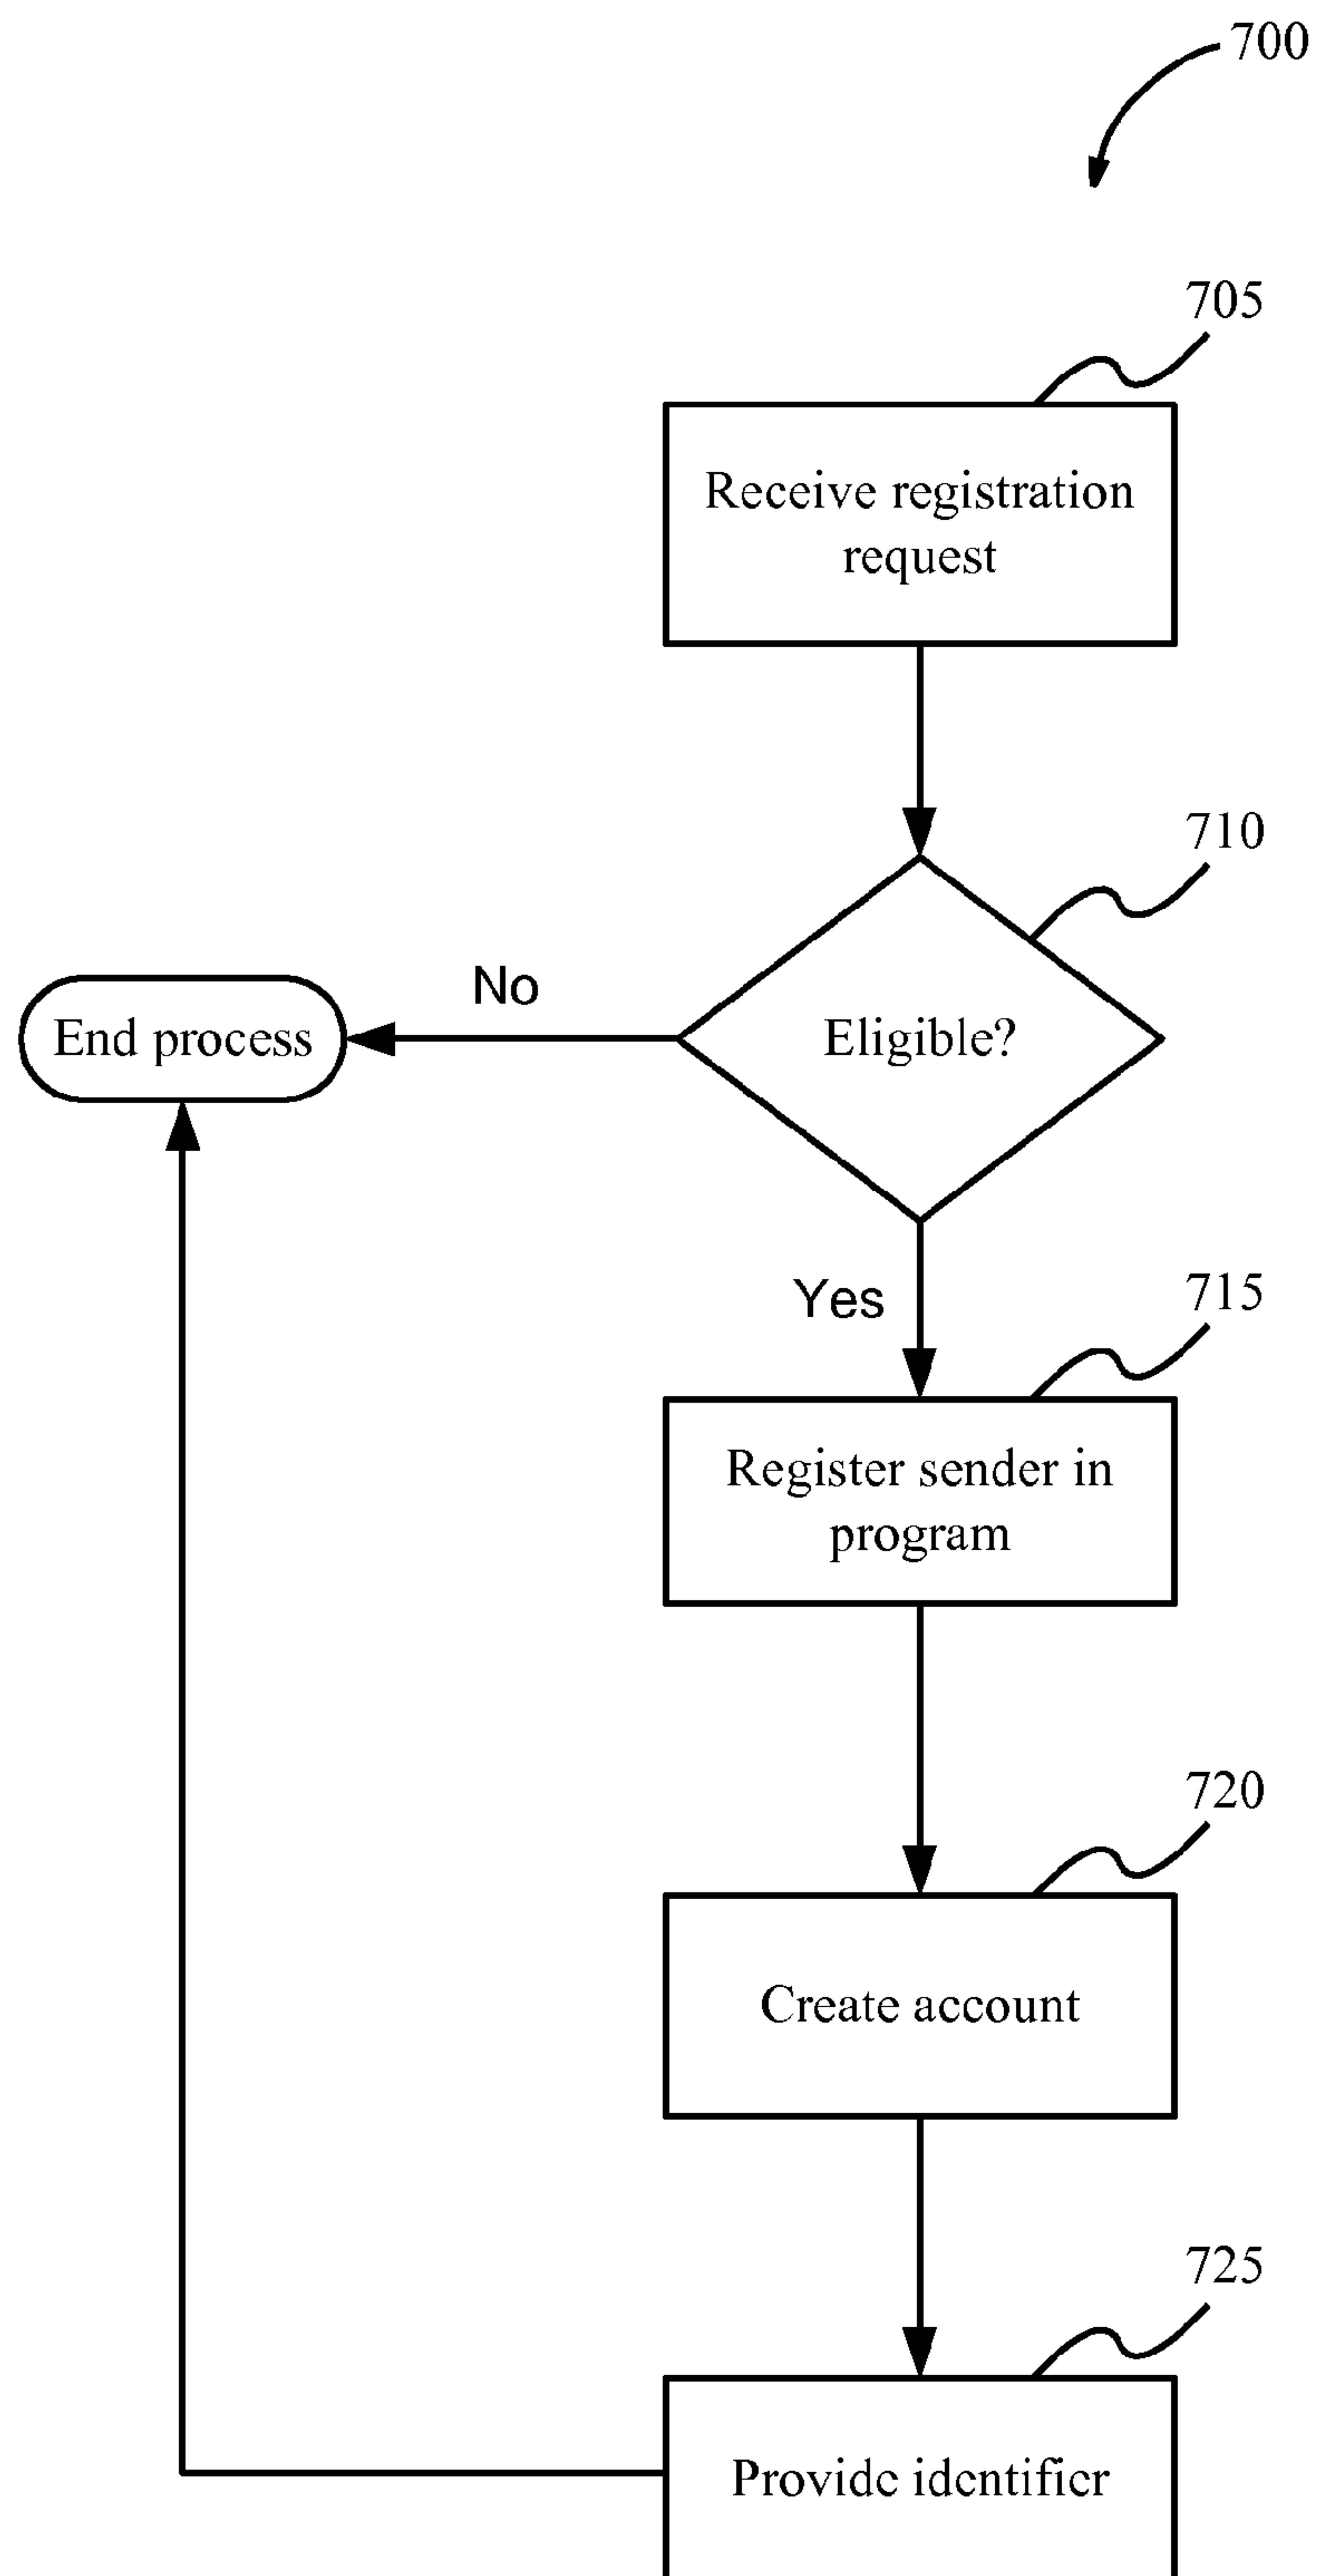 700
705
Receive registration
request
710
No
End process
Eligible?
Yes
715
Register sender in
program
720
Create account
725
Provide identifier